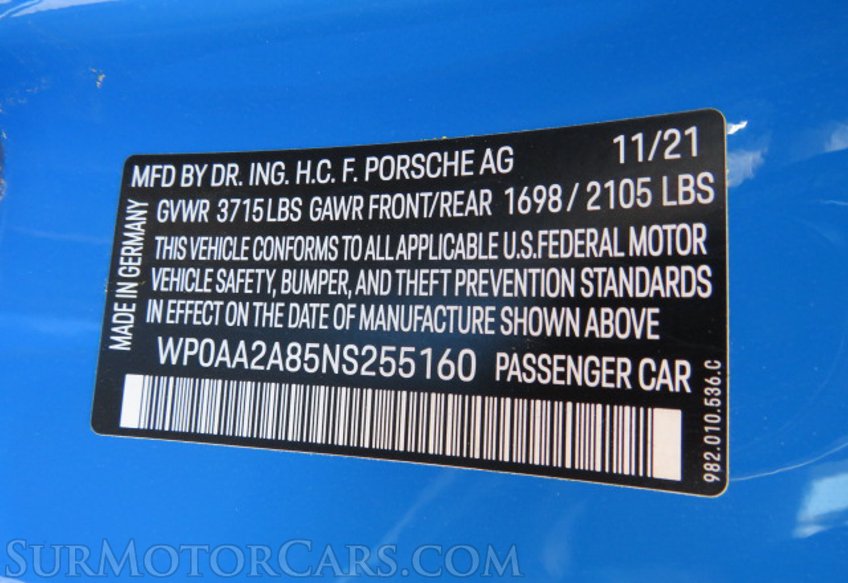 MFD BY DR. ING. H.C. F. PORSCHE AG 11/21
GVWR 3715 LBS GAWR FRONT/REAR 1698 / 2105 LBS
THIS VEHICLE CONFORMS TO ALL APPLICABLE U.S. FEDERAL MOTOR
VEHICLE SAFETY, BUMPER, AND THEFT PREVENTION STANDARDS
IN EFFECT ON THE DATE OF MANUFACTURE SHOWN ABOVE
WP0AA2A85NS255160 PASSENGER CAR
MADE IN GERMANY
982.010.536.C
SURMOTORCARS.COM